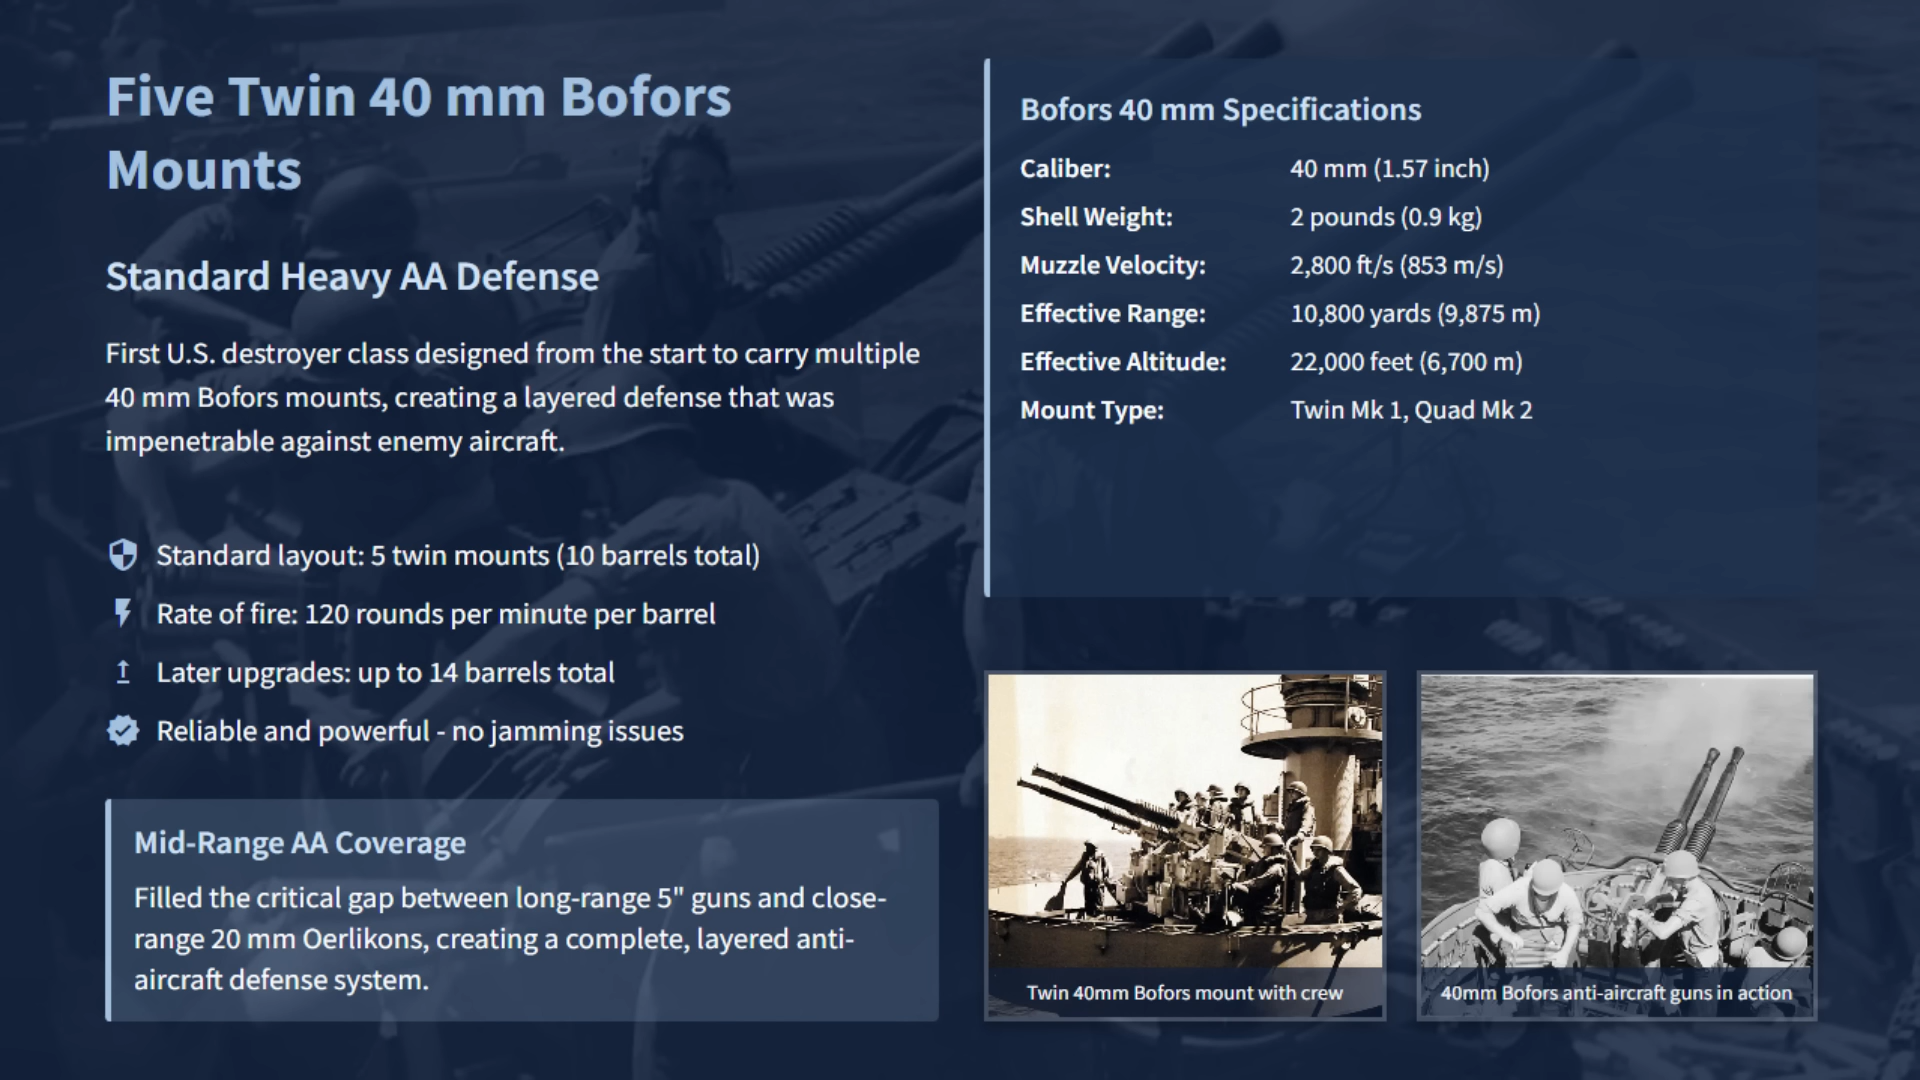 Five Twin 40 mm Bofors
Mounts
Standard Heavy AA Defense
First U.S. destroyer class designed from the start to carry multiple
40 mm Bofors mounts, creating a layered defense that was
impenetrable against enemy aircraft.
Standard layout: 5 twin mounts (10 barrels total)
Rate of fire: 120 rounds per minute per barrel
Later upgrades: up to 14 barrels total
Reliable and powerful - no jamming issues
Mid-Range AA Coverage
Filled the critical gap between long-range 5" guns and close-
range 20 mm Oerlikons, creating a complete, layered anti-
aircraft defense system.
Bofors 40 mm Specifications
Caliber: 40 mm (1.57 inch)
Shell Weight: 2 pounds (0.9 kg)
Muzzle Velocity: 2,800 ft/s (853 m/s)
Effective Range: 10,800 yards (9,875 m)
Effective Altitude: 22,000 feet (6,700 m)
Mount Type: Twin Mk 1, Quad Mk 2
Twin 40mm Bofors mount with crew
40mm Bofors anti-aircraft guns in action